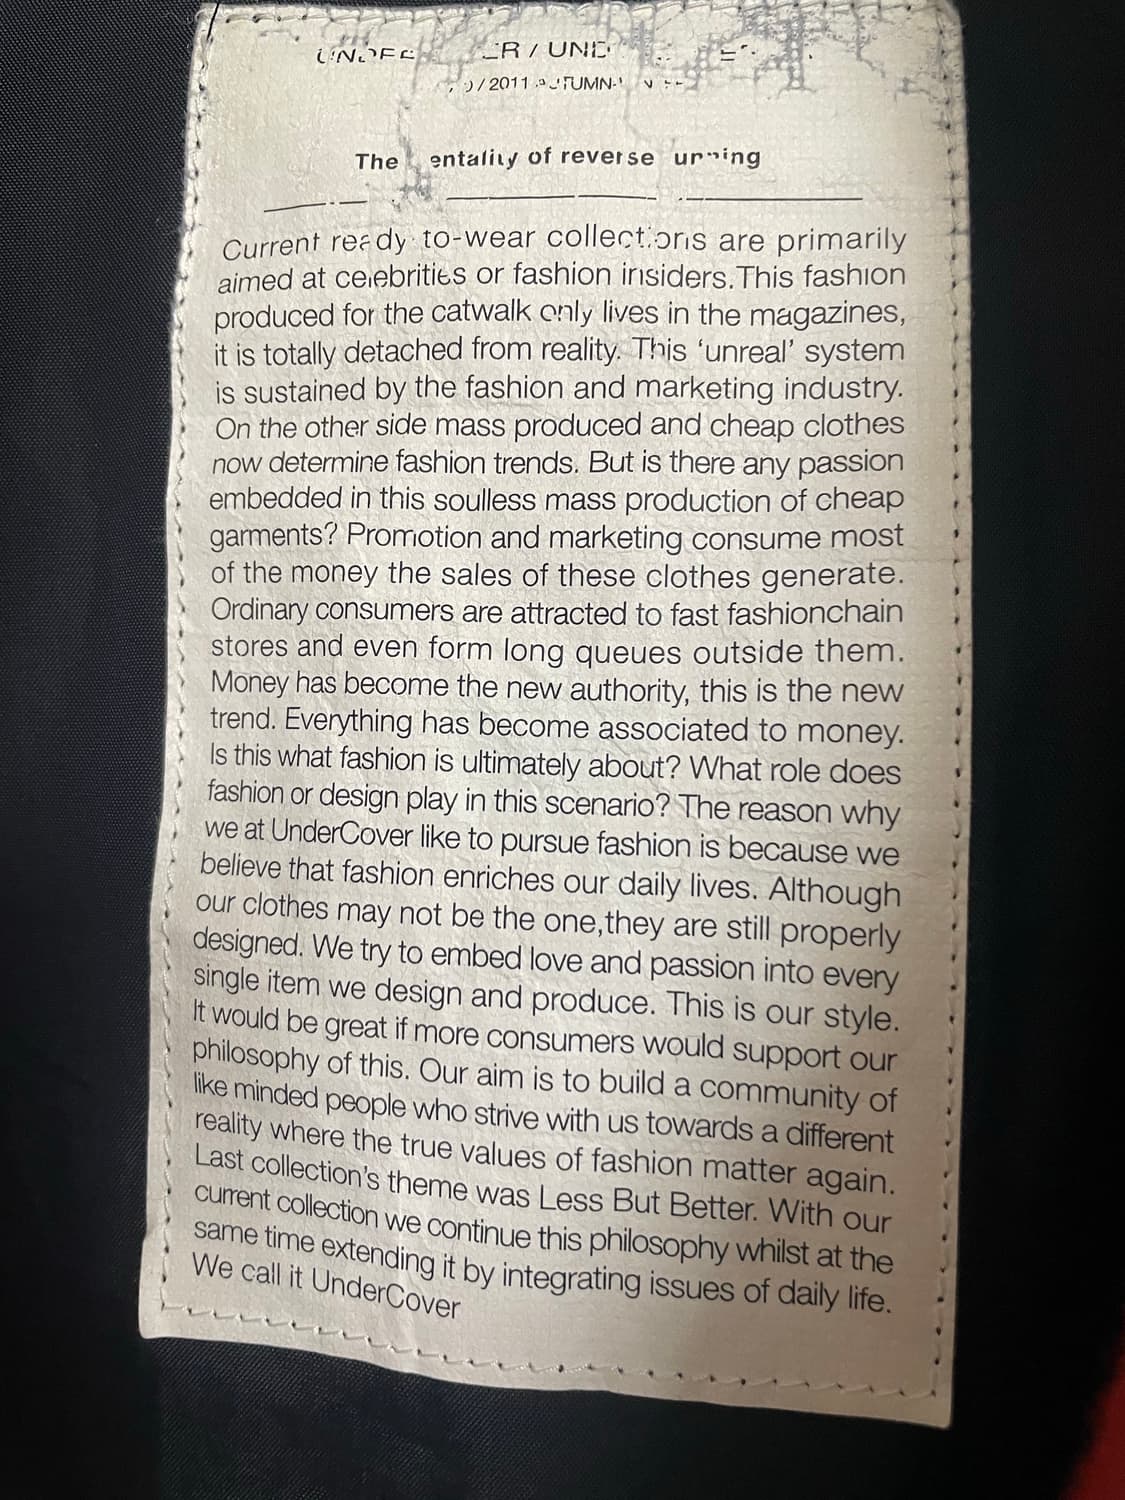 / 2011
The of reverse
Current ready to-wear collections are primarily
aimed at celebrities or fashion insiders.This fashion
produced for the catwalk only lives in the magazines,
it is totally detached from reality. This ‘unreal’ system
is sustained by the fashion and marketing industry.
On the other side mass produced and cheap clothes
now determine fashion trends. But is there any passion
embedded in this soulless mass production of cheap
garments? Promotion and marketing consume most
of the money the sales of these clothes generate.
Ordinary consumers are attracted to fast fashionchain
stores and even form long queues outside them.
Money has become the new authority, this is the new
trend. Everything has become associated to money.
Is this what fashion is ultimately about? What role does
fashion or design play in this scenario? The reason why
we at UnderCover like to pursue fashion is because we
believe that fashion enriches our daily lives. Although
our clothes may not be the one,they are still properly
designed. We try to embed love and passion into every
single item we design and produce. This is our style.
It would be great if more consumers would support our
philosophy of this. Our aim is to build a community of
like minded people who strive with us towards a different
reality where the true values of fashion matter again.
Last collection’s theme was Less But Better. With our
current collection we continue this philosophy whilst at the
same time extending it by integrating issues of daily life.
We call it UnderCover